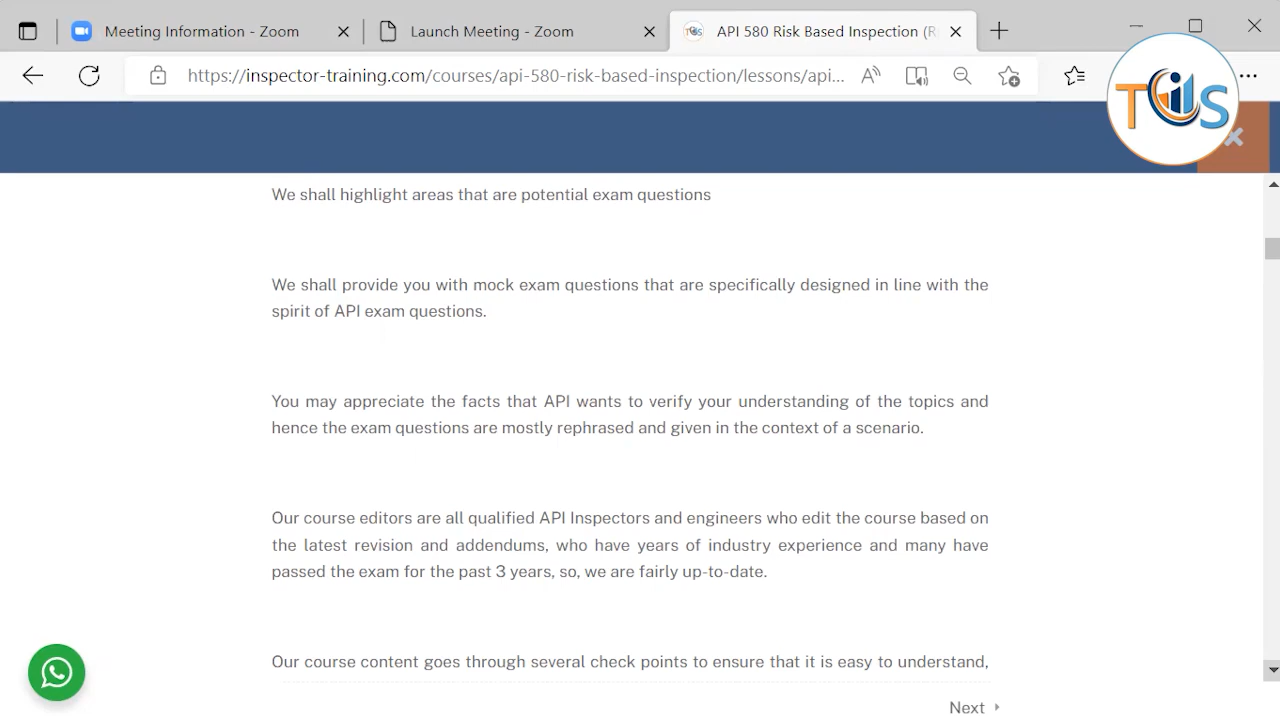 Meeting Information - Zoom
Launch Meeting - Zoom
API 580 Risk Based Inspection (R
https://inspector-training.com/courses/api-580-risk-based-inspection/lessons/api...
TIS
We shall highlight areas that are potential exam questions
We shall provide you with mock exam questions that are specifically designed in line with the
spirit of API exam questions.
You may appreciate the facts that API wants to verify your understanding of the topics and
hence the exam questions are mostly rephrased and given in the context of a scenario.
Our course editors are all qualified API Inspectors and engineers who edit the course based on
the latest revision and addendums, who have years of industry experience and many have
passed the exam for the past 3 years, so, we are fairly up-to-date.
Our course content goes through several check points to ensure that it is easy to understand,
Next